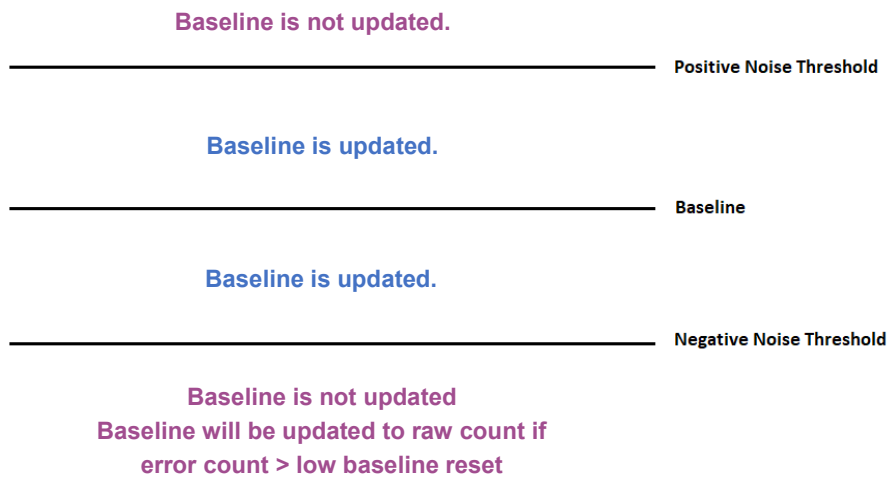 Baseline is not updated.
Positive Noise Threshold
Baseline is updated.
Baseline
Baseline is updated.
Negative Noise Threshold
Baseline is not updated
Baseline will be updated to raw count if
error count > low baseline reset